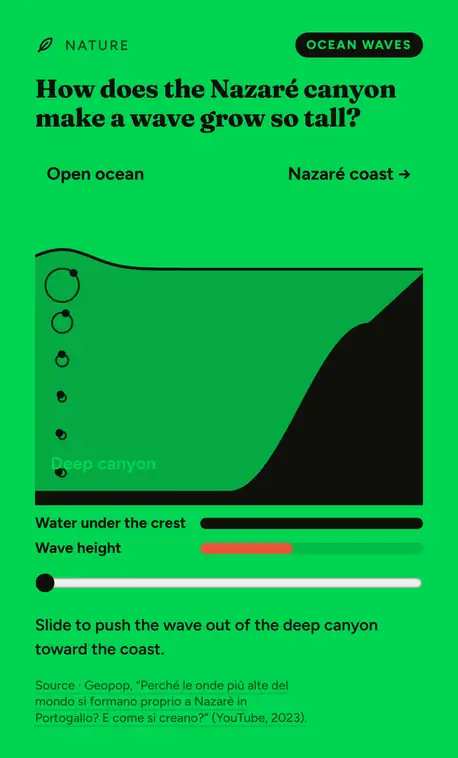 NATURE
OCEAN WAVES
How does the Nazaré canyon
make a wave grow so tall?
Open ocean
Nazaré coast →
Deep canyon
Water under the crest
Wave height
Slide to push the wave out of the deep canyon
toward the coast.
Source · Geopop, “Perché le onde più alte del
mondo si formano proprio a Nazaré in
Portogallo? E come si creano?” (YouTube, 2023).